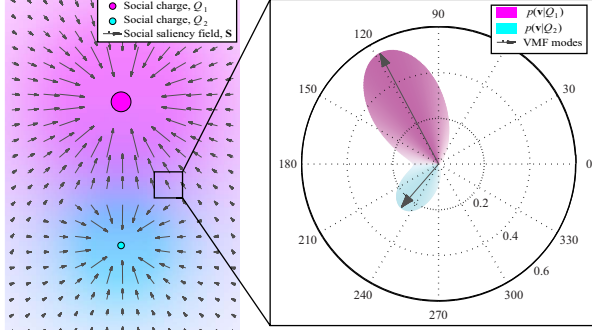 Social charge, Q1
Social charge, Q2
Social saliency field, S
p(v|Q1)
p(v|Q2)
VMF modes
90
120
150
30
180
0
0.2
210
0.4
330
0.6
240
300
270